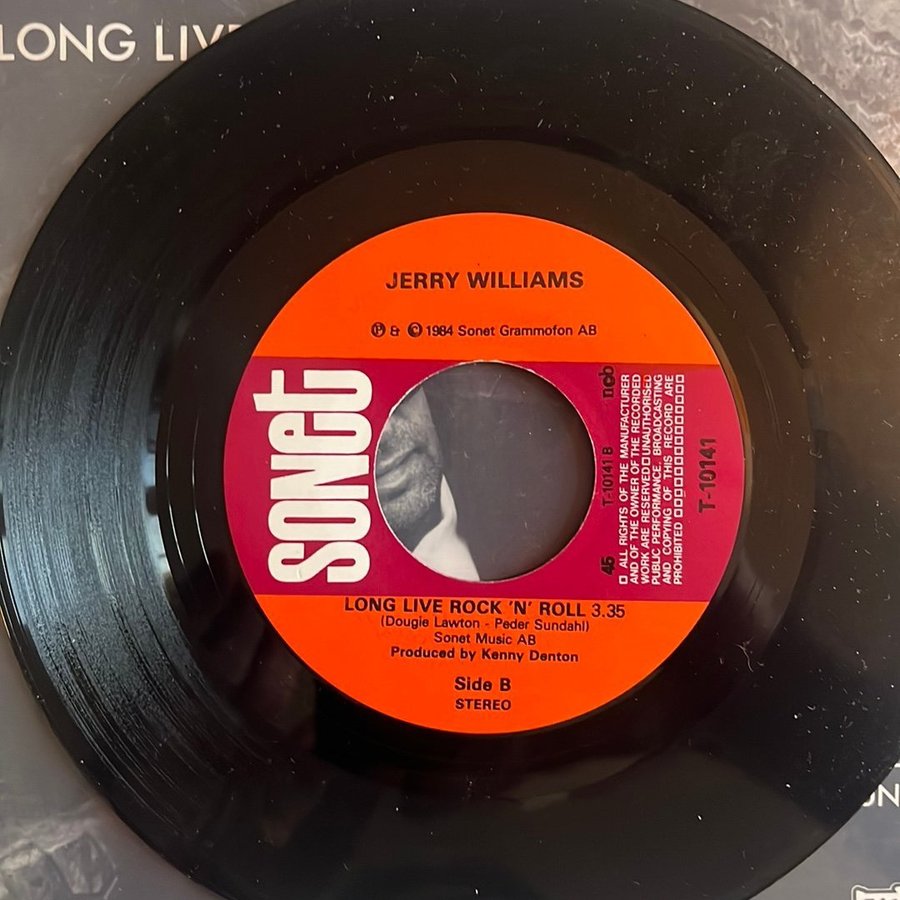 LONG LIV
JERRY WILLIAMS
Ⓟ & © 1984 Sonet Grammofon AB
sonet
ncb
T-10141 B
45
□ ALL RIGHTS OF THE MANUFACTURER
AND OF THE OWNER OF THE RECORDED
WORK ARE RESERVED □ UNAUTHORISED
PUBLIC PERFORMANCE, BROADCASTING
AND COPYING OF THIS RECORD ARE
PROHIBITED □□□□□□□□□□□□
T-10141
LONG LIVE ROCK 'N' ROLL 3.35
(Dougie Lawton - Peder Sundahl)
Sonet Music AB
Produced by Kenny Denton
Side B
STEREO